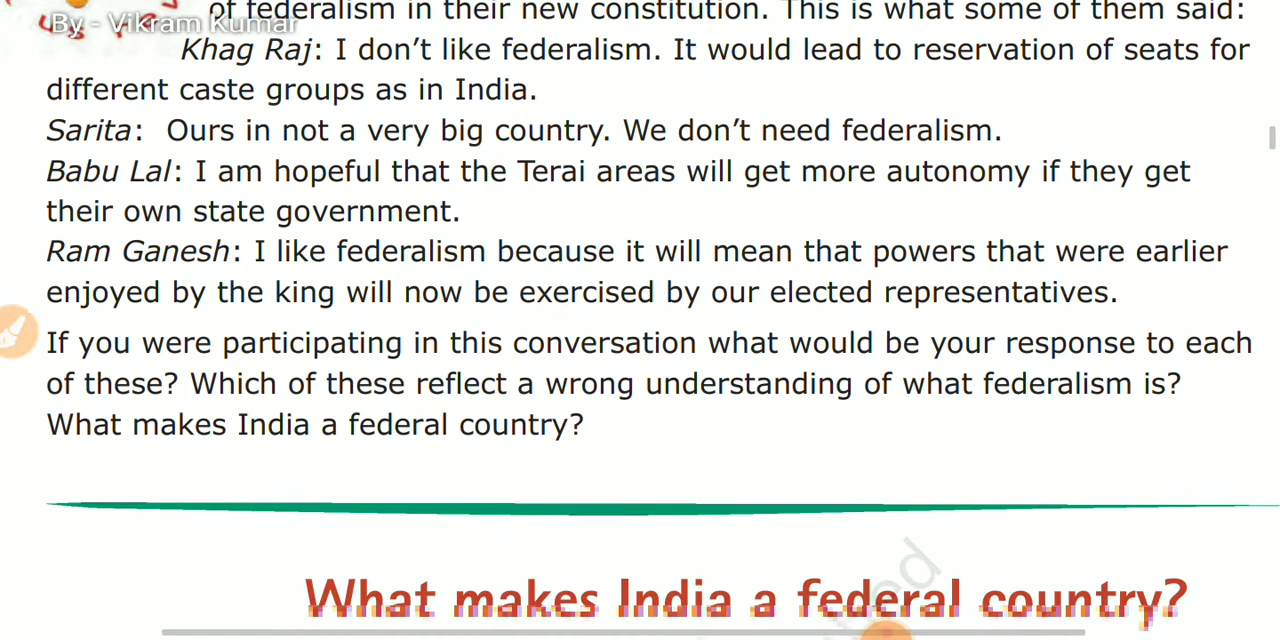 of federalism in their new constitution. This is what some of them said:
By - Vikram Kumar
Khag Raj: I don't like federalism. It would lead to reservation of seats for
different caste groups as in India.
Sarita: Ours in not a very big country. We don't need federalism.
Babu Lal: I am hopeful that the Terai areas will get more autonomy if they get
their own state government.
Ram Ganesh: I like federalism because it will mean that powers that were earlier
enjoyed by the king will now be exercised by our elected representatives.
If you were participating in this conversation what would be your response to each
of these? Which of these reflect a wrong understanding of what federalism is?
What makes India a federal country?
What makes India a federal country?